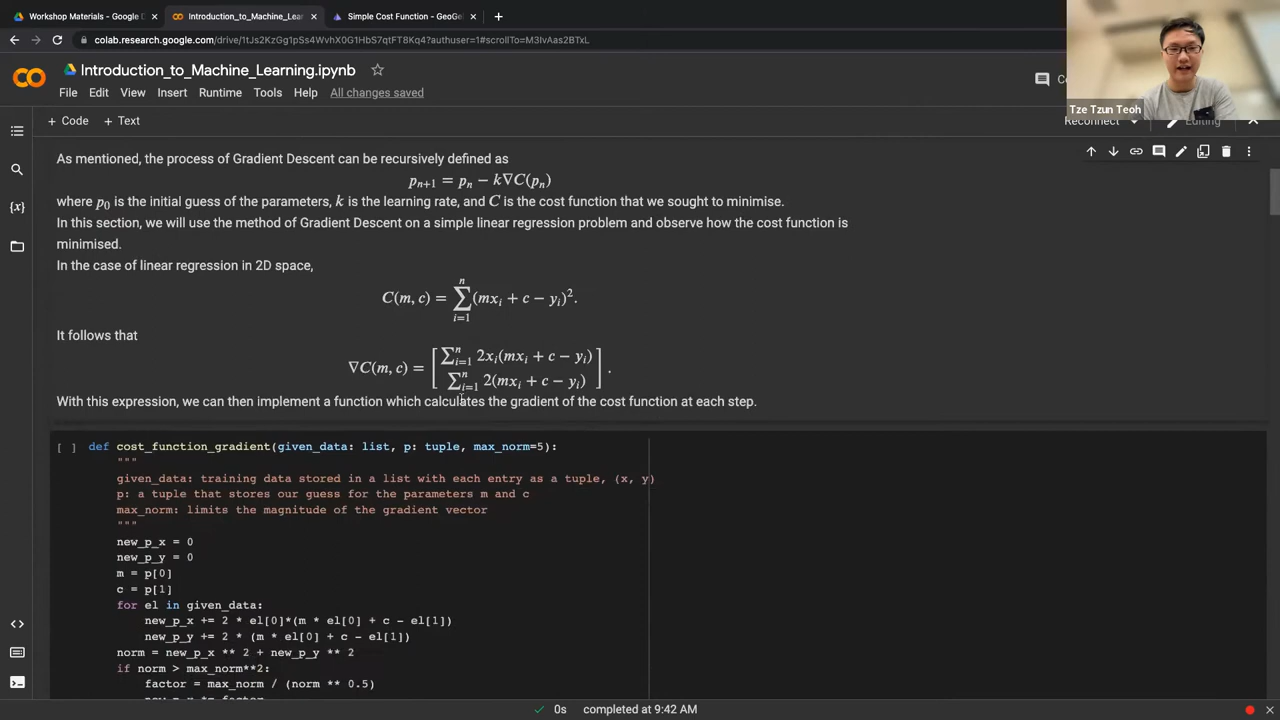 Workshop Materials - Google D
Introduction_to_Machine_Lear
Simple Cost Function - GeoGe
colab.research.google.com/drive/1tJs2KzGg1pSs4WvhX0G1HbS7qtFT8Kq4?authuser=1#scrollTo=M3IvAas2BTxL
Introduction_to_Machine_Learning.ipynb
File Edit View Insert Runtime Tools Help All changes saved
+ Code + Text
Tze Tzun Teoh
Reconnect
Editing
As mentioned, the process of Gradient Descent can be recursively defined as
pₙ₊₁ = pₙ − k∇C(pₙ)
where p₀ is the initial guess of the parameters, k is the learning rate, and C is the cost function that we sought to minimise.
In this section, we will use the method of Gradient Descent on a simple linear regression problem and observe how the cost function is
minimised.
In the case of linear regression in 2D space,
C(m, c) = ∑ⁿᵢ₌₁ (mxᵢ + c − yᵢ)².
It follows that
∇C(m, c) = [ ∑ⁿᵢ₌₁ 2xᵢ(mxᵢ + c − yᵢ)
∑ⁿᵢ₌₁ 2(mxᵢ + c − yᵢ) ] .
With this expression, we can then implement a function which calculates the gradient of the cost function at each step.
[ ] def cost_function_gradient(given_data: list, p: tuple, max_norm=5):
"""
given_data: training data stored in a list with each entry as a tuple, (x, y)
p: a tuple that stores our guess for the parameters m and c
max_norm: limits the magnitude of the gradient vector
"""
new_p_x = 0
new_p_y = 0
m = p[0]
c = p[1]
for el in given_data:
new_p_x += 2 * el[0]*(m * el[0] + c - el[1])
new_p_y += 2 * (m * el[0] + c - el[1])
norm = new_p_x ** 2 + new_p_y ** 2
if norm > max_norm**2:
factor = max_norm / (norm ** 0.5)
0s completed at 9:42 AM